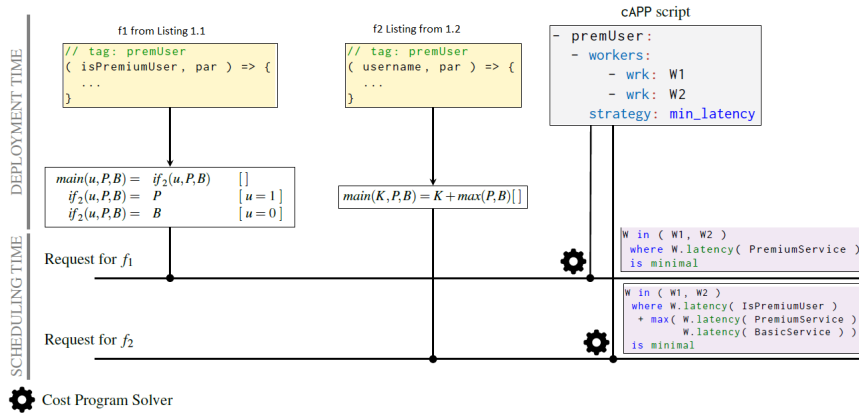 f1 from Listing 1.1
f2 Listing from 1.2
cAPP script
DEPLOYMENT TIME
// tag: premUser
( isPremiumUser, par ) => {
...
}
// tag: premUser
( username, par ) => {
...
}
- premUser:
- workers:
- wrk: W1
- wrk: W2
strategy: min_latency
main(u,P,B) = if₂(u,P,B) [ ]
if₂(u,P,B) = P [u = 1]
if₂(u,P,B) = B [u = 0]
main(K,P,B) = K + max(P,B)[ ]
SCHEDULING TIME
Request for f₁
W in ( W1, W2 )
where W.latency( PremiumService )
is minimal
Request for f₂
W in ( W1, W2 )
where W.latency( IsPremiumUser )
+ max( W.latency( PremiumService )
W.latency( BasicService ) )
is minimal
Cost Program Solver